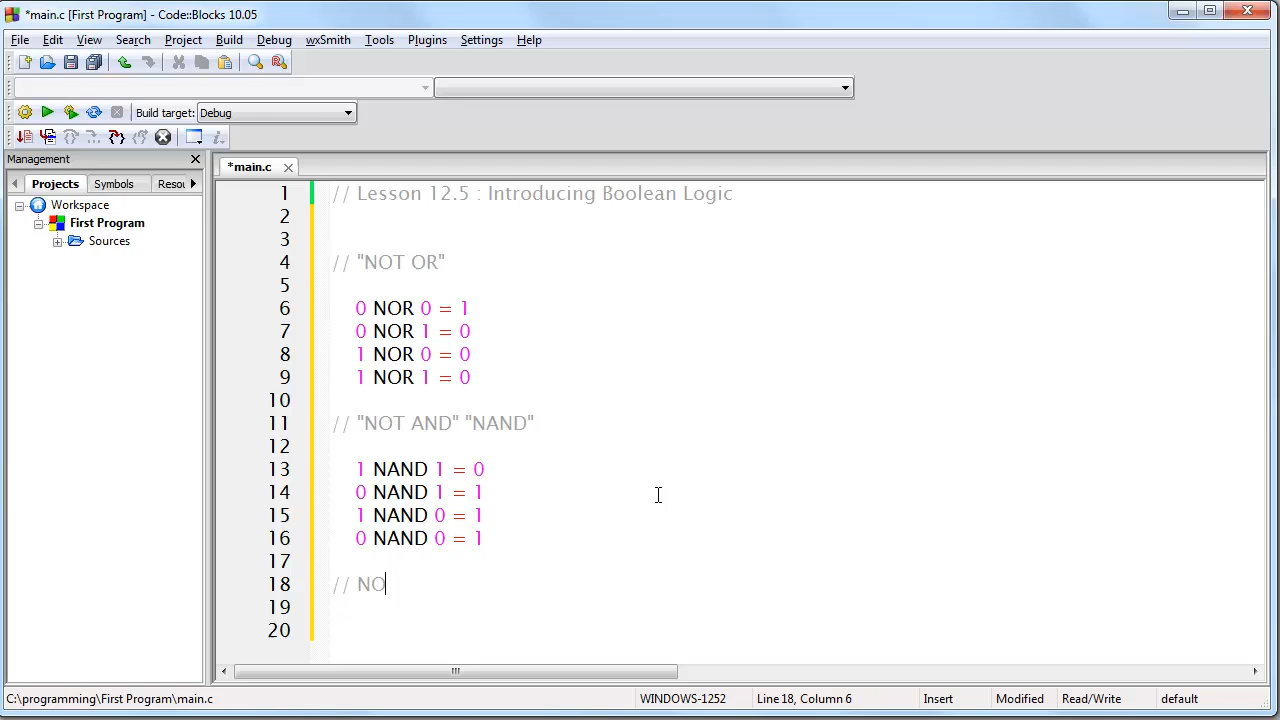 *main.c [First Program] - Code::Blocks 10.05
File Edit View Search Project Build Debug wxSmith Tools Plugins Settings Help
Build target: Debug
Management
*main.c
Projects Symbols Resou
Workspace
First Program
Sources
1 // Lesson 12.5 : Introducing Boolean Logic
2
3
4 // "NOT OR"
5
6 0 NOR 0 = 1
7 0 NOR 1 = 0
8 1 NOR 0 = 0
9 1 NOR 1 = 0
10
11 // "NOT AND" "NAND"
12
13 1 NAND 1 = 0
14 0 NAND 1 = 1
15 1 NAND 0 = 1
16 0 NAND 0 = 1
17
18 // NO
19
20
C:\programming\First Program\main.c WINDOWS-1252 Line 18, Column 6 Insert Modified Read/Write default